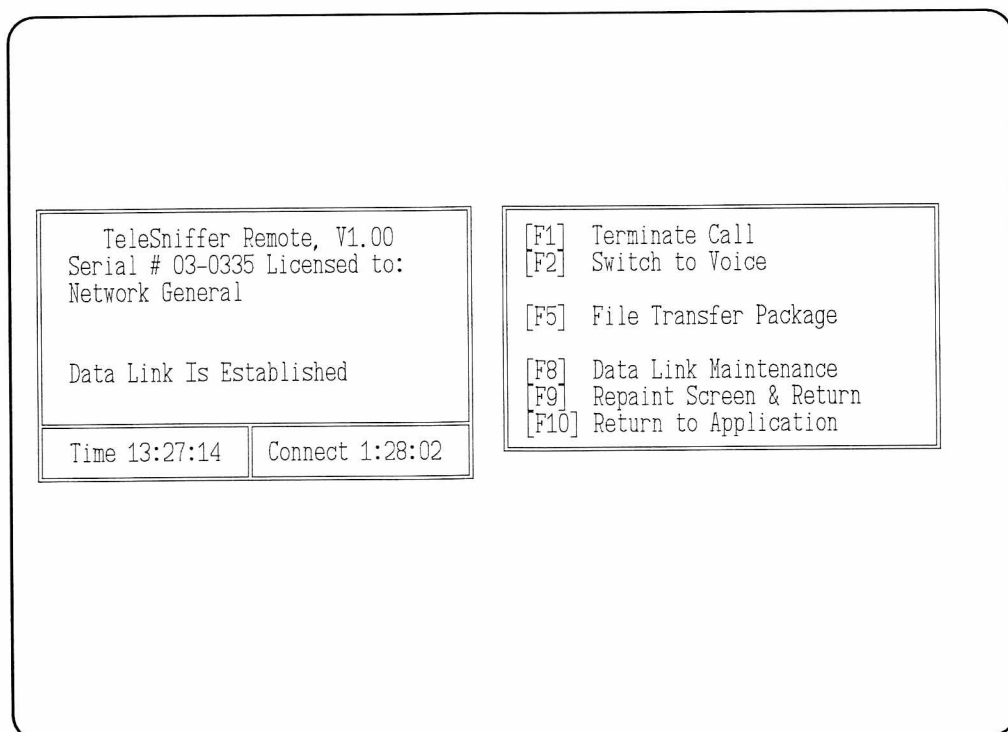 TeleSniffer Remote, V1.00
Serial # 03-0335 Licensed to:
Network General
Data Link Is Established
Time 13:27:14
Connect 1:28:02
[F1] Terminate Call
[F2] Switch to Voice
[F5] File Transfer Package
[F8] Data Link Maintenance
[F9] Repaint Screen & Return
[F10] Return to Application